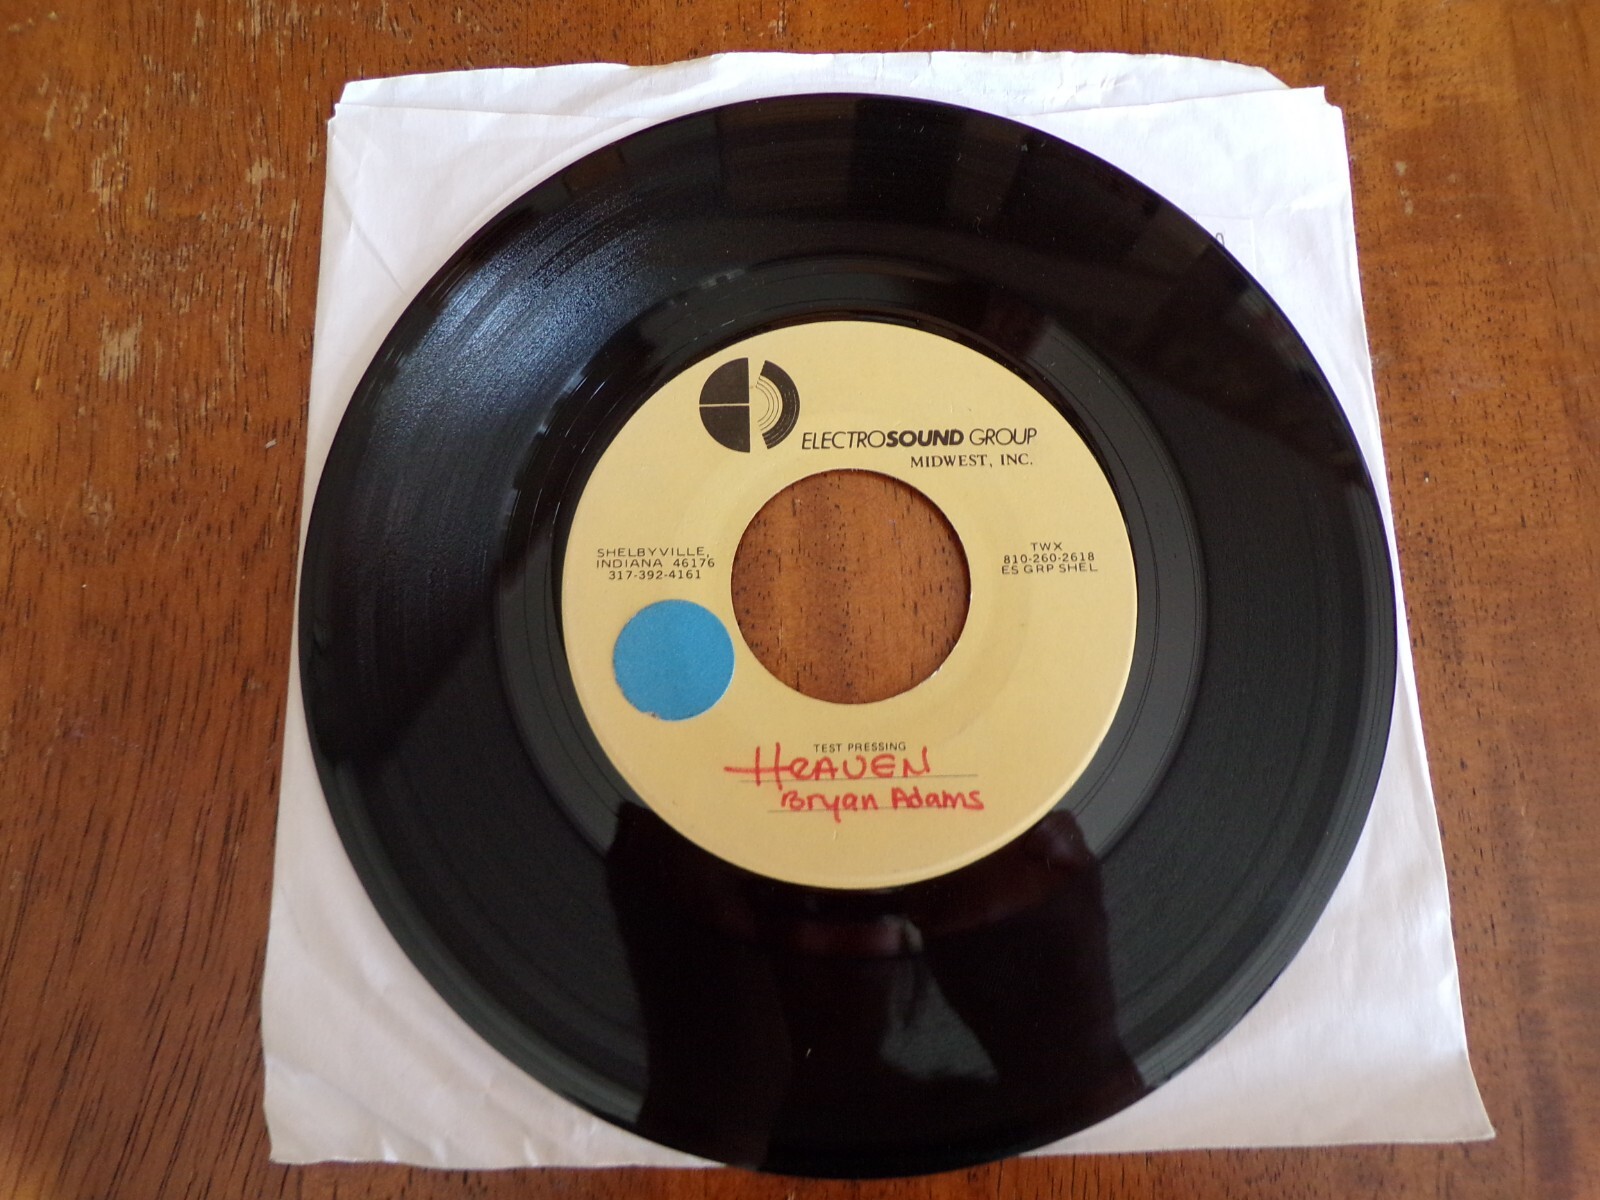 ELECTROSOUND GROUP
MIDWEST, INC.
SHELBYVILLE,
INDIANA 46176
317-392-4161
TWX
810-260-2618
ES GRP SHEL
TEST PRESSING
HEAVEN
Bryan Adams